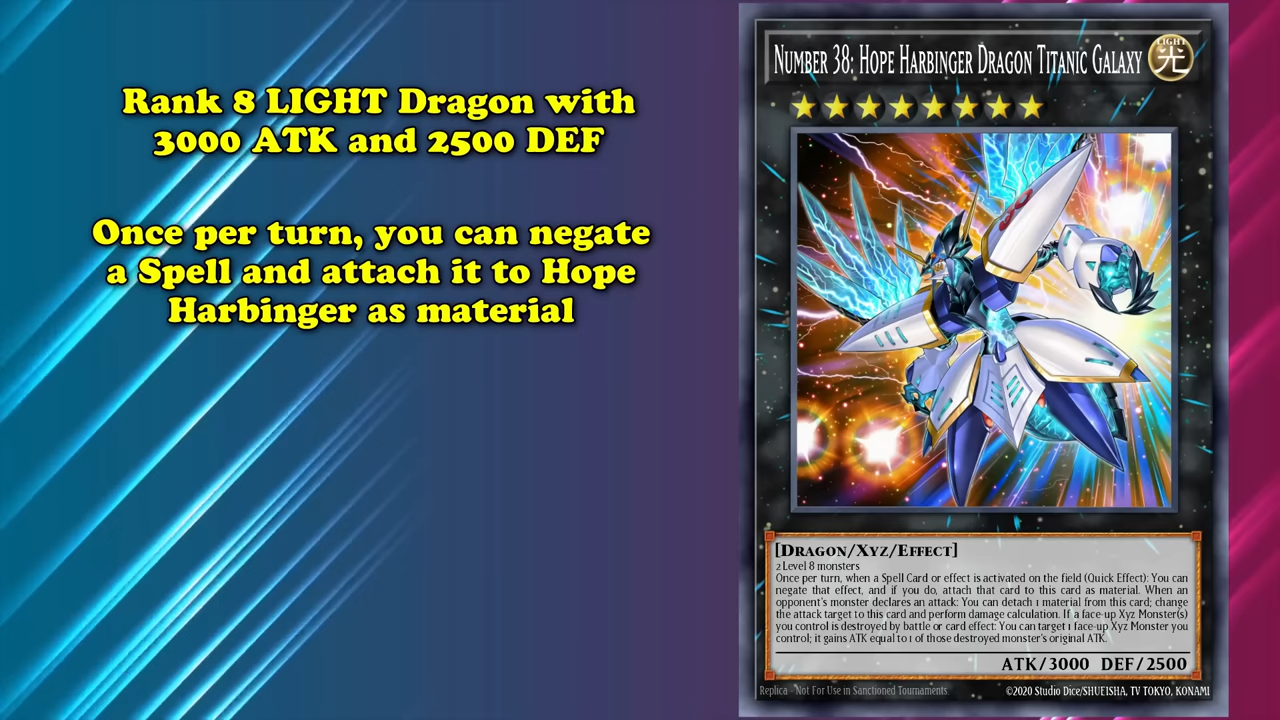 Rank 8 LIGHT Dragon with
3000 ATK and 2500 DEF
Once per turn, you can negate
a Spell and attach it to Hope
Harbinger as material
Number 38: Hope Harbinger Dragon Titanic Galaxy
LIGHT
光
[Dragon/Xyz/Effect]
2 Level 8 monsters
Once per turn, when a Spell Card or effect is activated on the field (Quick Effect): You can
negate that effect, and if you do, attach that card to this card as material. When an
opponent's monster declares an attack: You can detach 1 material from this card; change
the attack target to this card and perform damage calculation. If a face-up Xyz Monster(s)
you control is destroyed by battle or card effect: You can target 1 face-up Xyz Monster you
control; it gains ATK equal to 1 of those destroyed monster's original ATK.
ATK/3000 DEF/2500
Replica - Not For Use in Sanctioned Tournaments.
©2020 Studio Dice/SHUEISHA, TV TOKYO, KONAMI